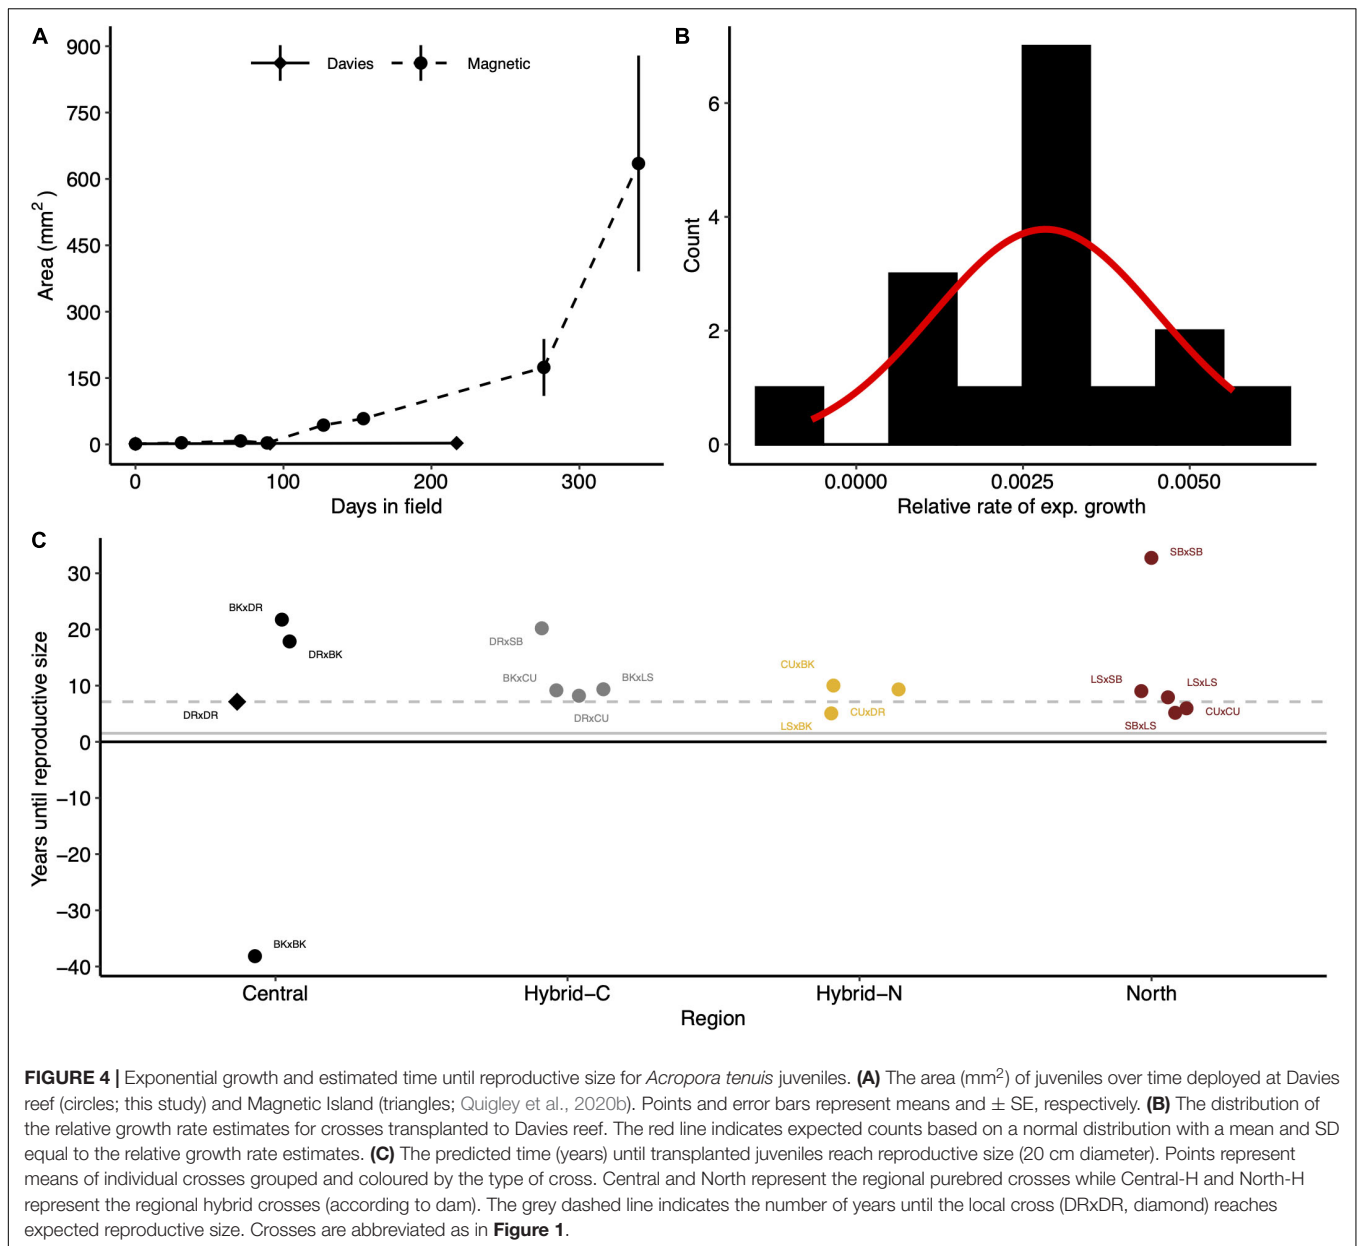 A
900
750
600
450
300
150
0
Area (mm²)
Davies
Magnetic
0 100 200 300
Days in field
B
6
4
2
0
Count
0.0000 0.0025 0.0050
Relative rate of exp. growth
C
30
20
10
0
−10
−20
−30
−40
Years until reproductive size
BKxDR
DRxBK
DRxDR
BKxBK
DRxSB
BKxCU
BKxLS
DRxCU
CUxBK
CUxDR
LSxBK
SBxSB
LSxSB
LSxLS
CUxCU
SBxLS
Central Hybrid−C Hybrid−N North
Region
FIGURE 4 | Exponential growth and estimated time until reproductive size for Acropora tenuis juveniles. (A) The area (mm²) of juveniles over time deployed at Davies
reef (circles; this study) and Magnetic Island (triangles; Quigley et al., 2020b). Points and error bars represent means and ± SE, respectively. (B) The distribution of
the relative growth rate estimates for crosses transplanted to Davies reef. The red line indicates expected counts based on a normal distribution with a mean and SD
equal to the relative growth rate estimates. (C) The predicted time (years) until transplanted juveniles reach reproductive size (20 cm diameter). Points represent
means of individual crosses grouped and coloured by the type of cross. Central and North represent the regional purebred crosses while Central-H and North-H
represent the regional hybrid crosses (according to dam). The grey dashed line indicates the number of years until the local cross (DRxDR, diamond) reaches
expected reproductive size. Crosses are abbreviated as in Figure 1.